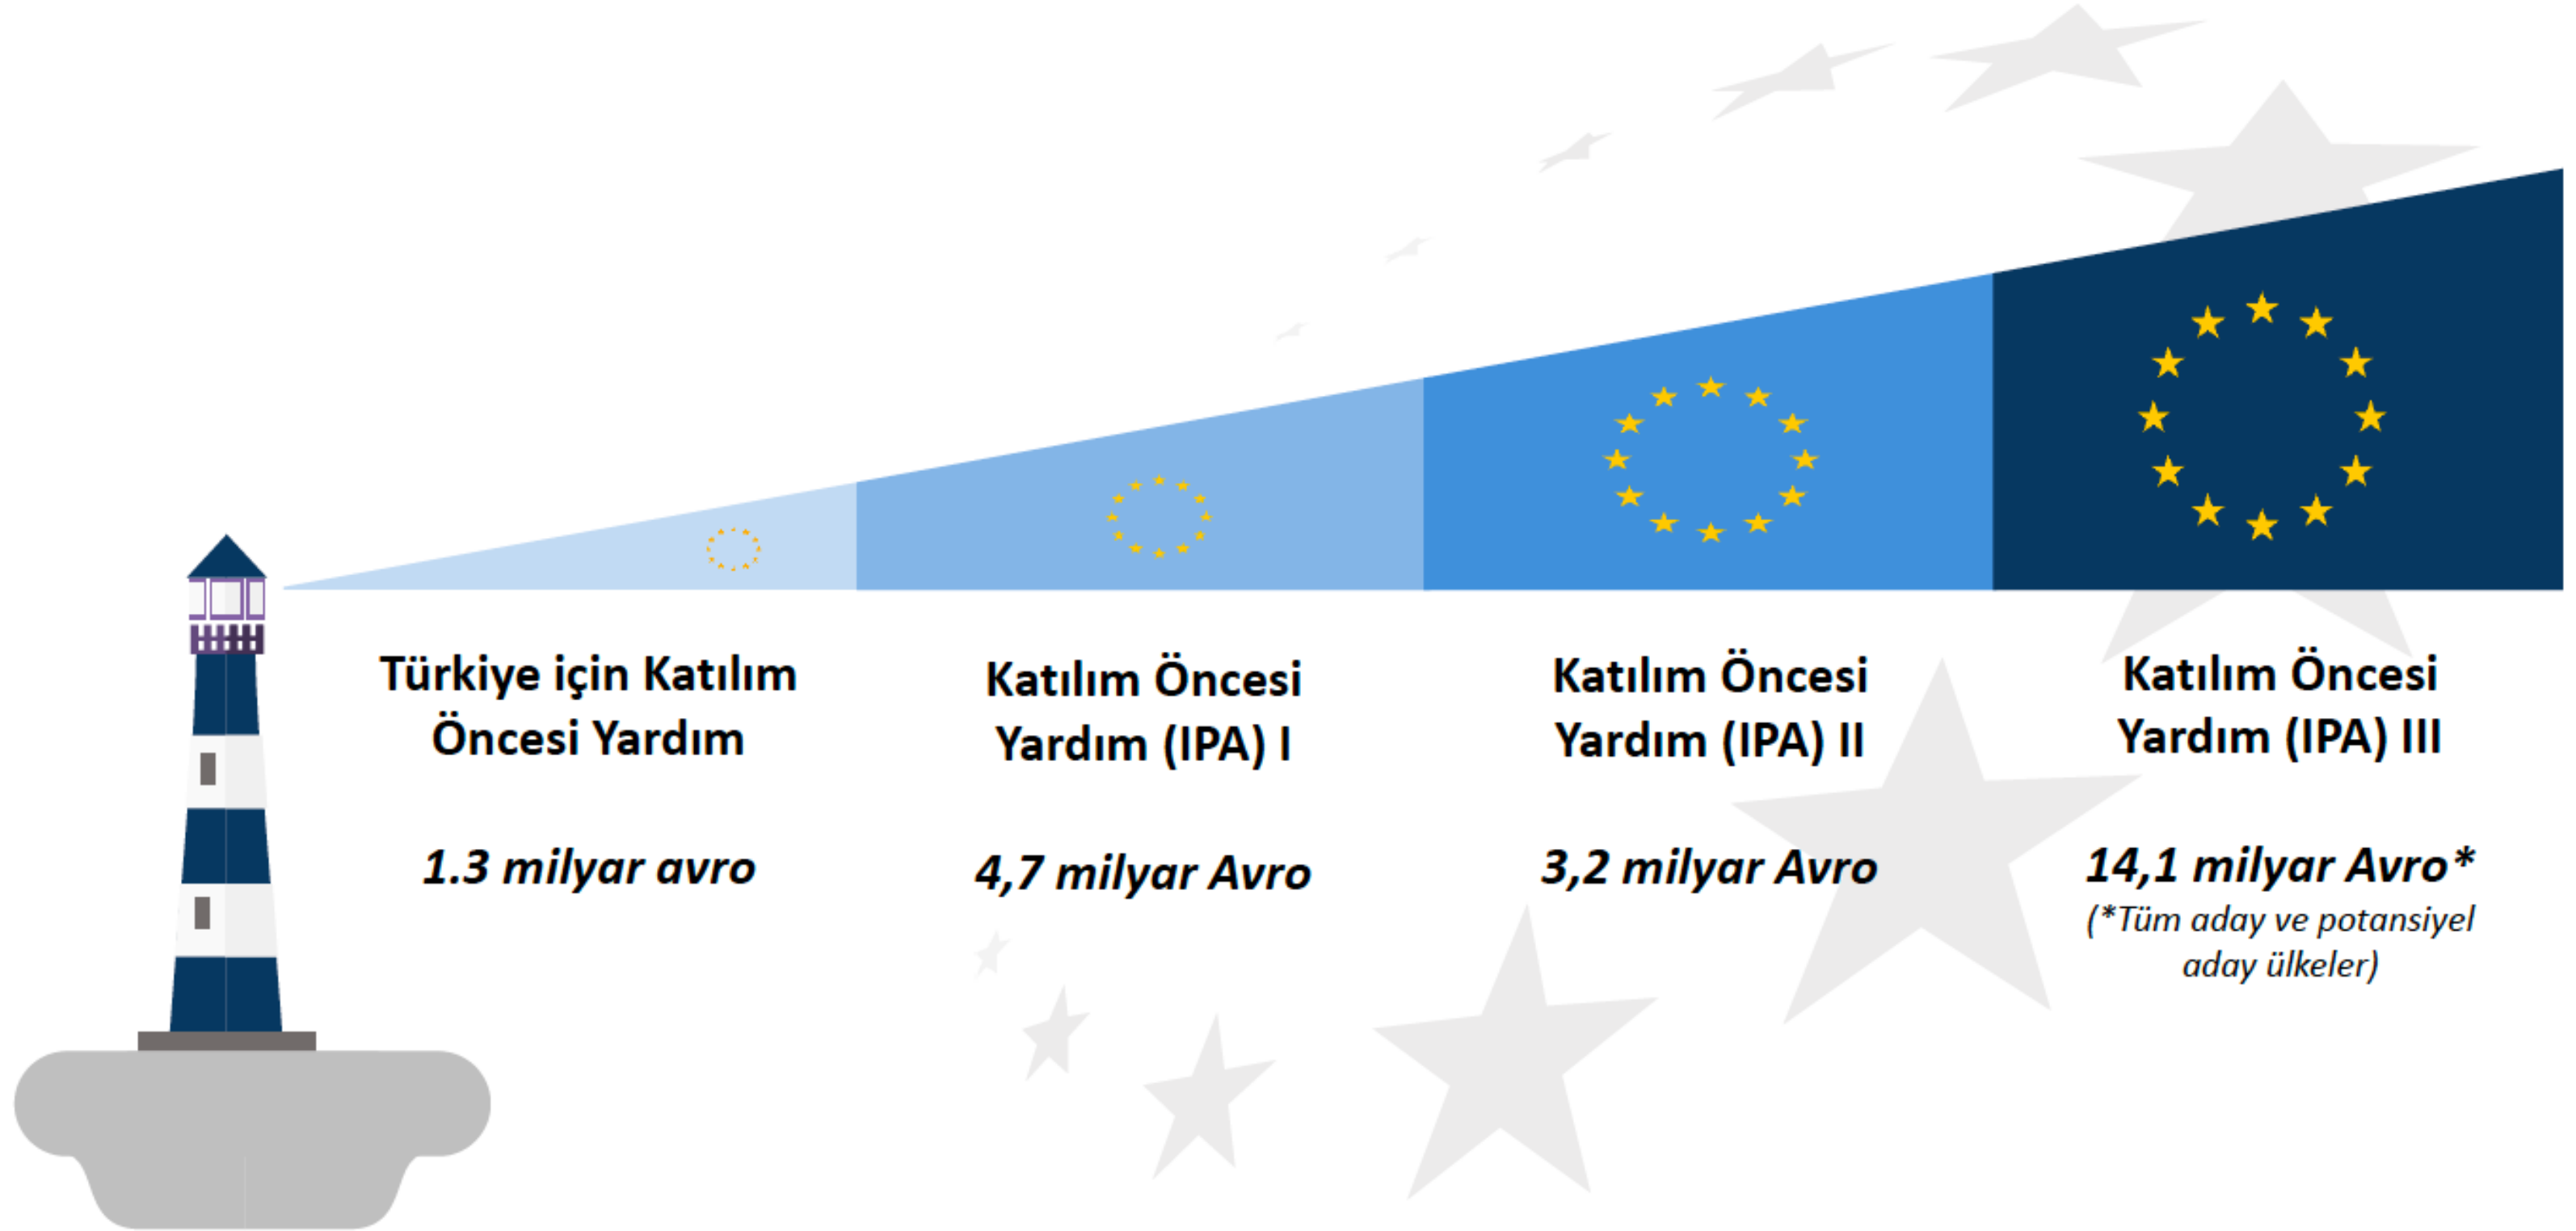 Türkiye için Katılım
Öncesi Yardım
1.3 milyar avro
Katılım Öncesi
Yardım (IPA) I
4,7 milyar Avro
Katılım Öncesi
Yardım (IPA) II
3,2 milyar Avro
Katılım Öncesi
Yardım (IPA) III
14,1 milyar Avro*
(*Tüm aday ve potansiyel
aday ülkeler)